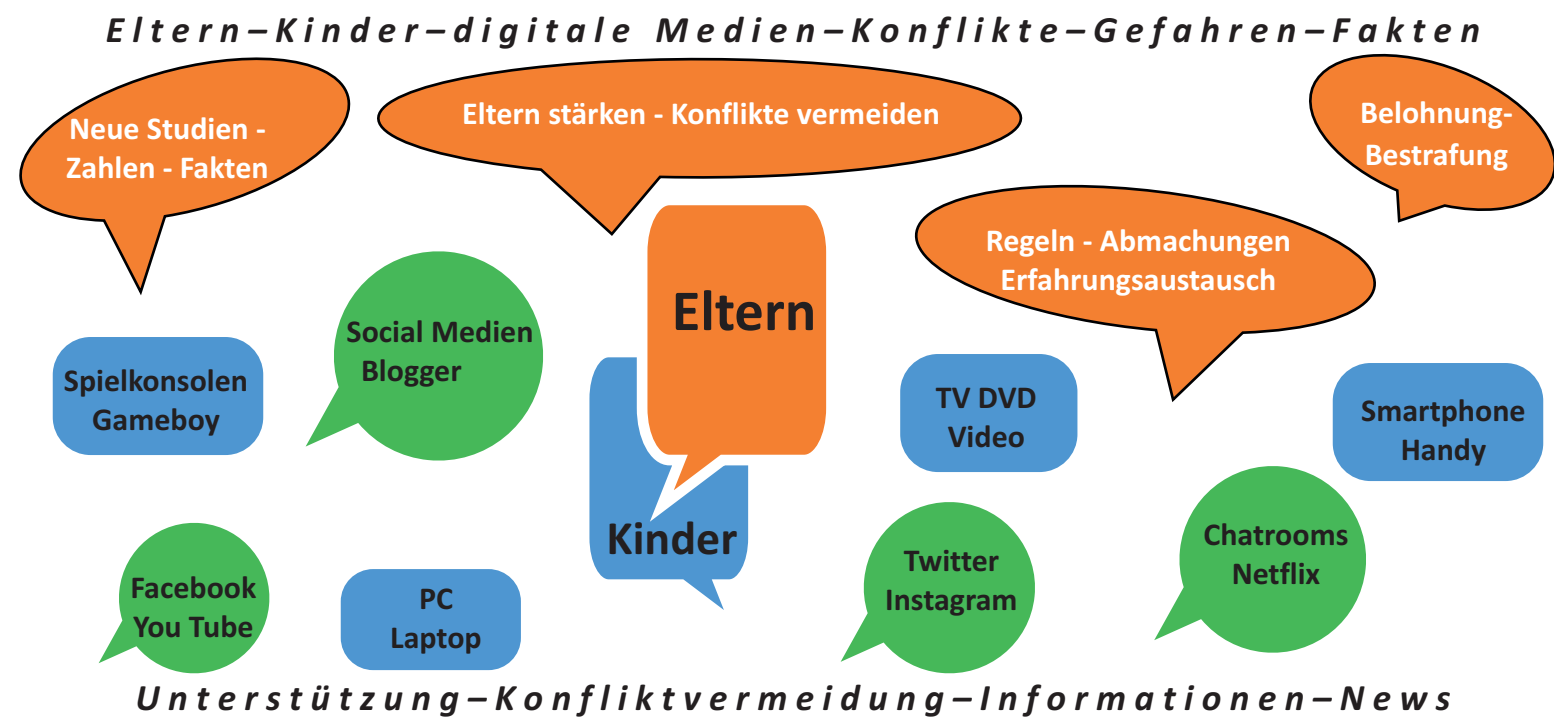 Eltern–Kinder–digitale Medien–Konflikte–Gefahren–Fakten
Neue Studien -
Zahlen - Fakten
Eltern stärken - Konflikte vermeiden
Belohnung-
Bestrafung
Regeln - Abmachungen
Erfahrungsaustausch
Eltern
Social Medien
Blogger
Spielkonsolen
Gameboy
TV DVD
Video
Smartphone
Handy
Kinder
Facebook
You Tube
PC
Laptop
Twitter
Instagram
Chatrooms
Netflix
Unterstützung–Konfliktvermeidung–Informationen–News